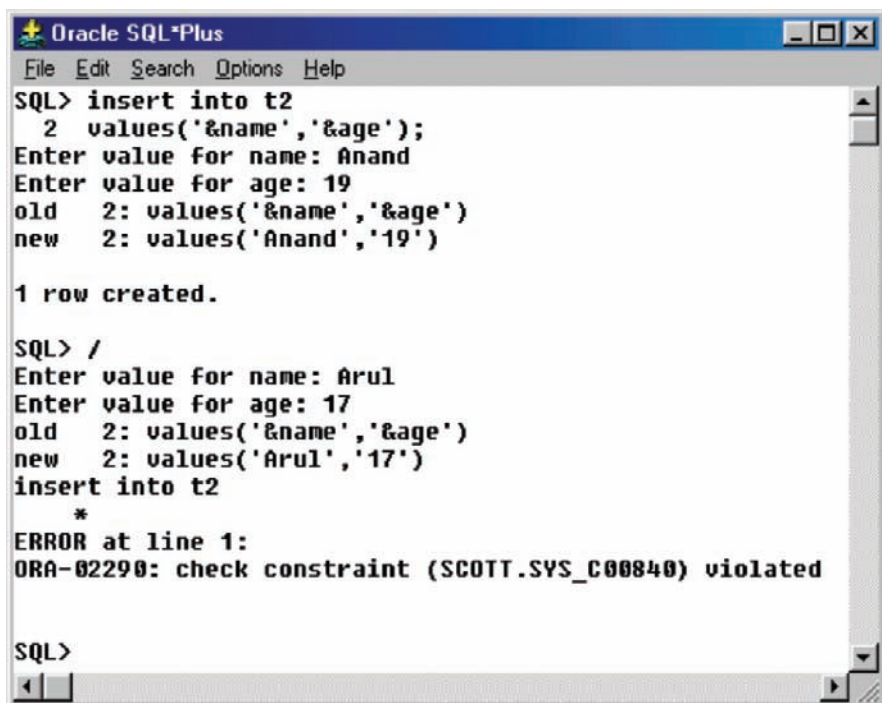 Oracle SQL*Plus
File Edit Search Options Help
SQL> insert into t2
  2  values('&name','&age');
Enter value for name: Anand
Enter value for age: 19
old   2: values('&name','&age')
new   2: values('Anand','19')
1 row created.
SQL> /
Enter value for name: Arul
Enter value for age: 17
old   2: values('&name','&age')
new   2: values('Arul','17')
insert into t2
     *
ERROR at line 1:
ORA-02290: check constraint (SCOTT.SYS_C00840) violated
SQL>